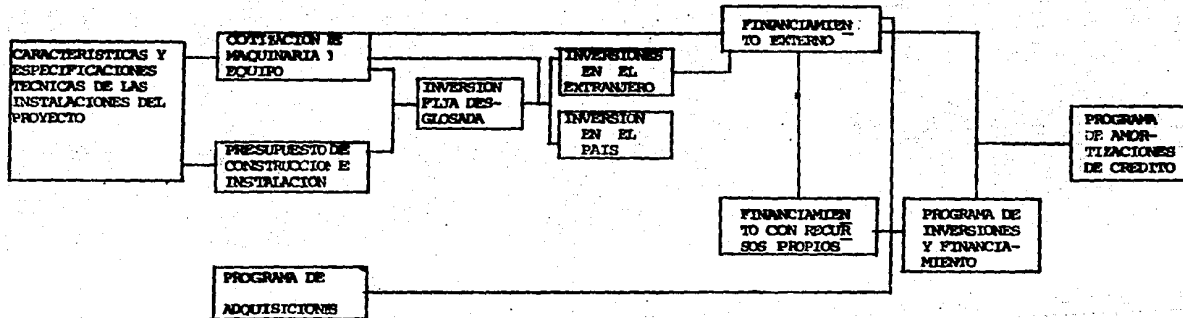 CARACTERISTICAS Y
ESPECIFICACIONES
TECNICAS DE LAS
INSTALACIONES DEL
PROYECTO
COTIZACION DE
MAQUINARIA Y
EQUIPO
PRESUPUESTO DE
CONSTRUCCION E
INSTALACION
PROGRAMA DE
ADQUISICIONES
INVERSION
FIJA DES-
GLOSADA
INVERSIONES
EN EL
EXTRANJERO
INVERSION
EN EL
PAIS
FINANCIAMIEN
TO EXTERNO
FINANCIAMIEN
TO CON RECUR
SOS PROPIOS
PROGRAMA DE
INVERSIONES
Y FINANCIA-
MIENTO
PROGRAMA
DE AMOR-
TIZACIONES
DE CREDITO